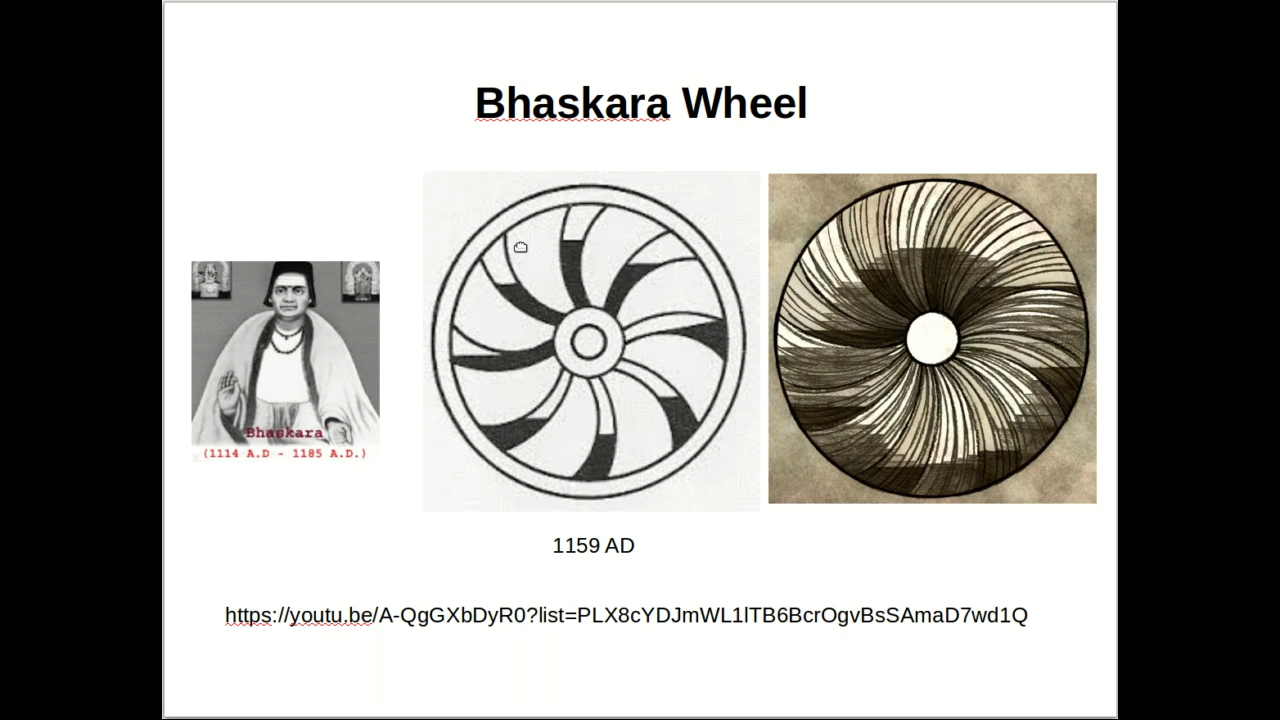 Bhaskara Wheel
Bhaskara
(1114 A.D - 1185 A.D.)
1159 AD
https://youtu.be/A-QgGXbDyR0?list=PLX8cYDJmWL1lTB6BcrOgvBsSAmaD7wd1Q